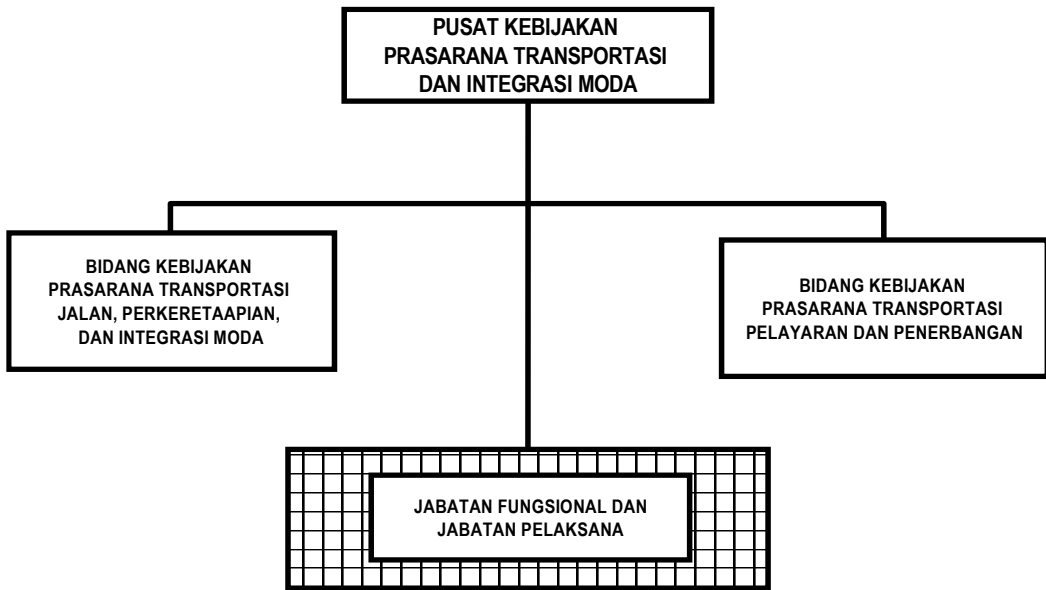 PUSAT KEBIJAKAN
PRASARANA TRANSPORTASI
DAN INTEGRASI MODA
BIDANG KEBIJAKAN
PRASARANA TRANSPORTASI
JALAN, PERKERETAAPIAN,
DAN INTEGRASI MODA
BIDANG KEBIJAKAN
PRASARANA TRANSPORTASI
PELAYARAN DAN PENERBANGAN
JABATAN FUNGSIONAL DAN
JABATAN PELAKSANA